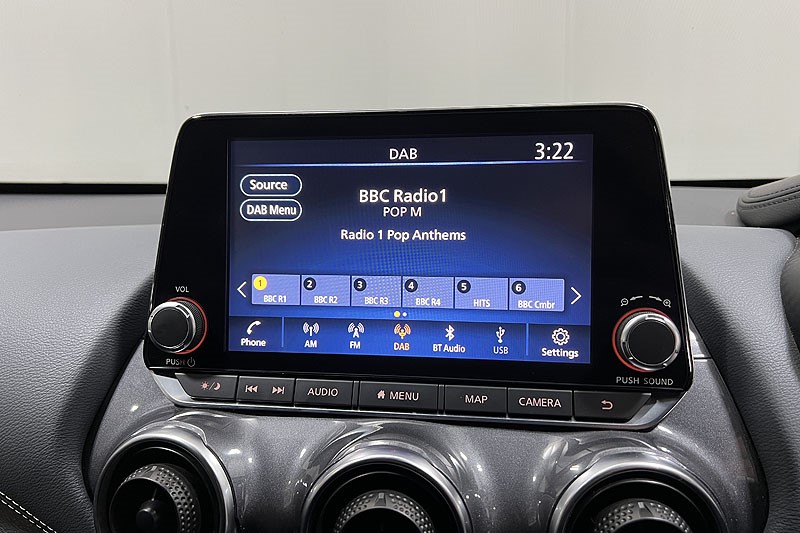 DAB 3:22
Source
DAB Menu
BBC Radio1
POP M
Radio 1 Pop Anthems
1 2 3 4 5 6
BBC R1 BBC R2 BBC R3 BBC R4 HITS BBC Cmbr
Phone AM FM DAB BT Audio USB Settings
VOL
PUSH
PUSH SOUND
AUDIO MENU MAP CAMERA